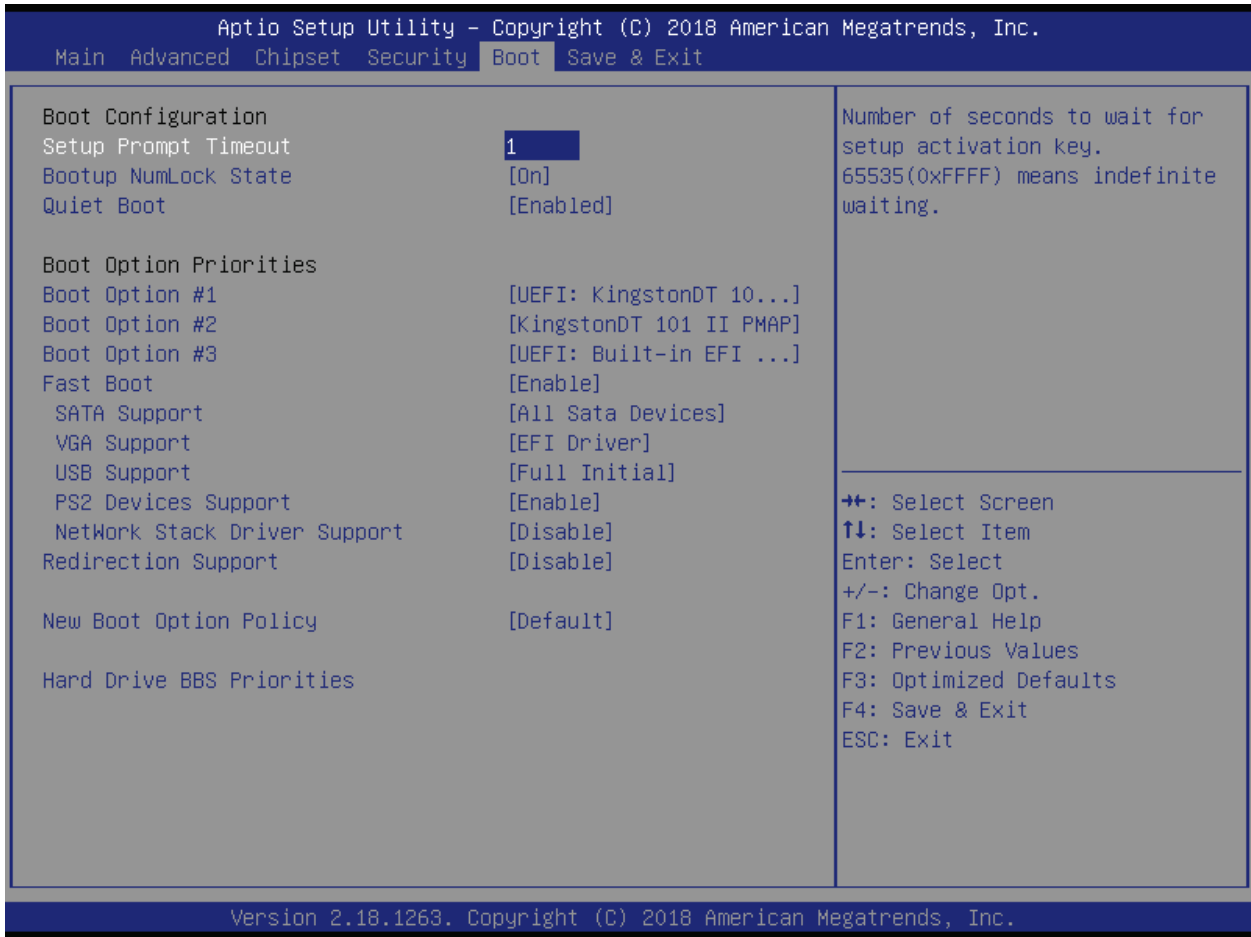 Aptio Setup Utility – Copyright (C) 2018 American Megatrends, Inc.
Main Advanced Chipset Security Boot Save & Exit
Boot Configuration
Setup Prompt Timeout 1
Bootup NumLock State [On]
Quiet Boot [Enabled]
Boot Option Priorities
Boot Option #1 [UEFI: KingstonDT 10...]
Boot Option #2 [KingstonDT 101 II PMAP]
Boot Option #3 [UEFI: Built-in EFI ...]
Fast Boot [Enable]
SATA Support [All Sata Devices]
VGA Support [EFI Driver]
USB Support [Full Initial]
PS2 Devices Support [Enable]
NetWork Stack Driver Support [Disable]
Redirection Support [Disable]
New Boot Option Policy [Default]
Hard Drive BBS Priorities
Number of seconds to wait for
setup activation key.
65535(0xFFFF) means indefinite
waiting.
→←: Select Screen
↑↓: Select Item
Enter: Select
+/-: Change Opt.
F1: General Help
F2: Previous Values
F3: Optimized Defaults
F4: Save & Exit
ESC: Exit
Version 2.18.1263. Copyright (C) 2018 American Megatrends, Inc.